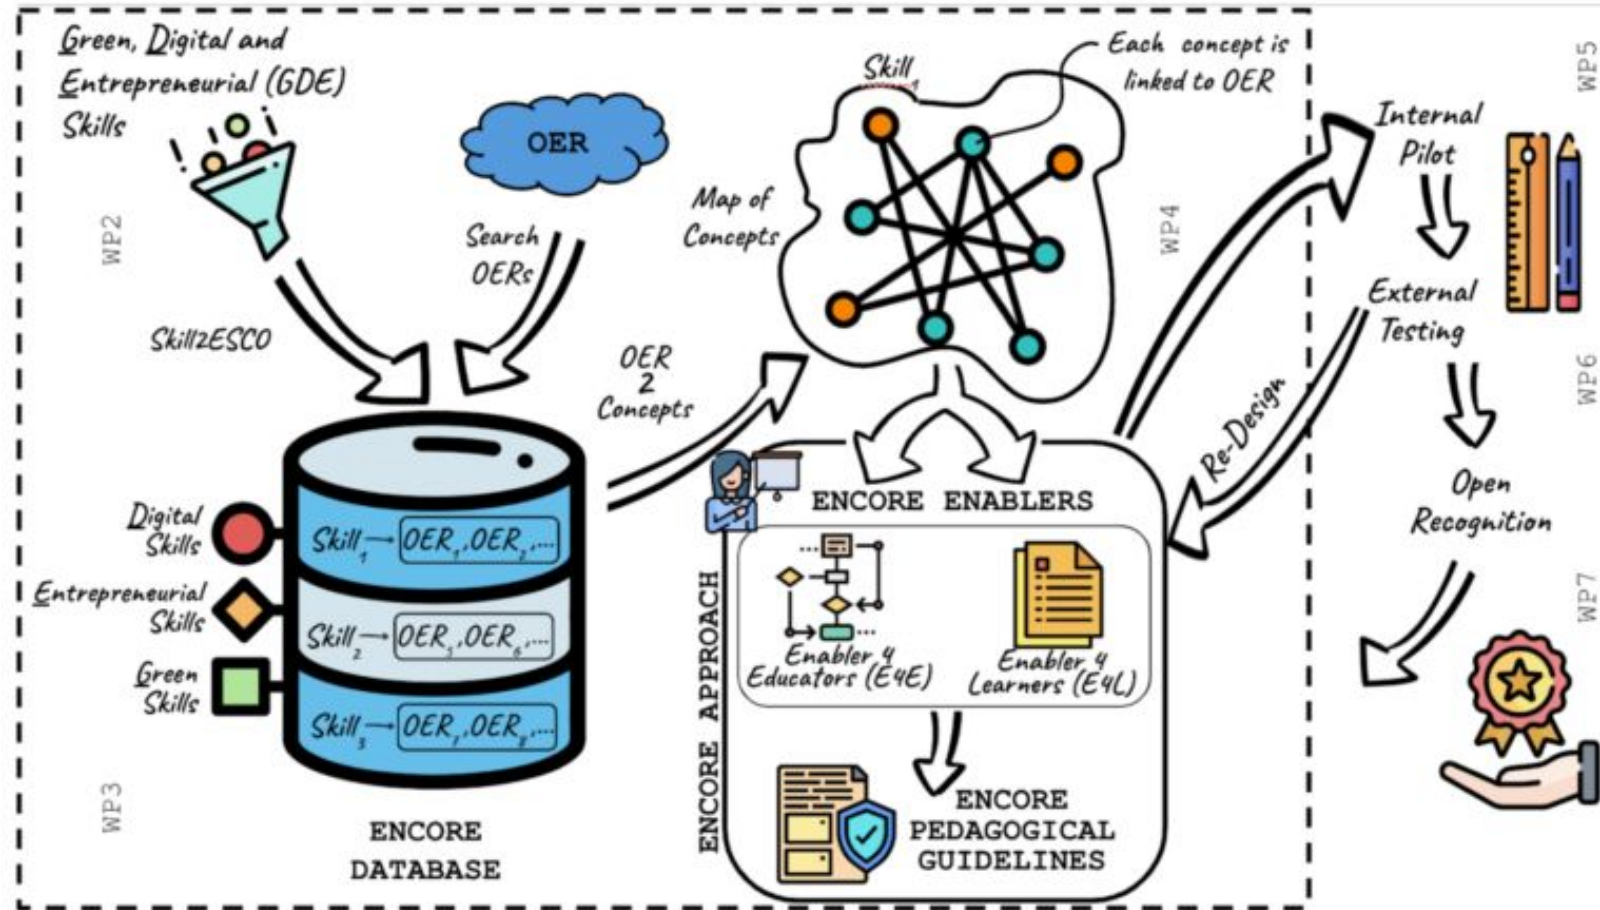 Green, Digital and
Entrepreneurial (GDE)
Skills
WP2
Skill2ESCO
OER
Search
OERs
Skill1
Each concept is
linked to OER
Map of
Concepts
WP4
OER
2
Concepts
Digital
Skills
Entrepreneurial
Skills
Green
Skills
Skill1 → OER1,OER2,...
Skill2 → OER5,OER6,...
Skill3 → OER7,OER8,...
WP3
ENCORE
DATABASE
ENCORE APPROACH
ENCORE ENABLERS
Enabler 4
Educators (E4E)
Enabler 4
Learners (E4L)
ENCORE
PEDAGOGICAL
GUIDELINES
Re-Design
WP5
Internal
Pilot
External
Testing
WP6
Open
Recognition
WP7